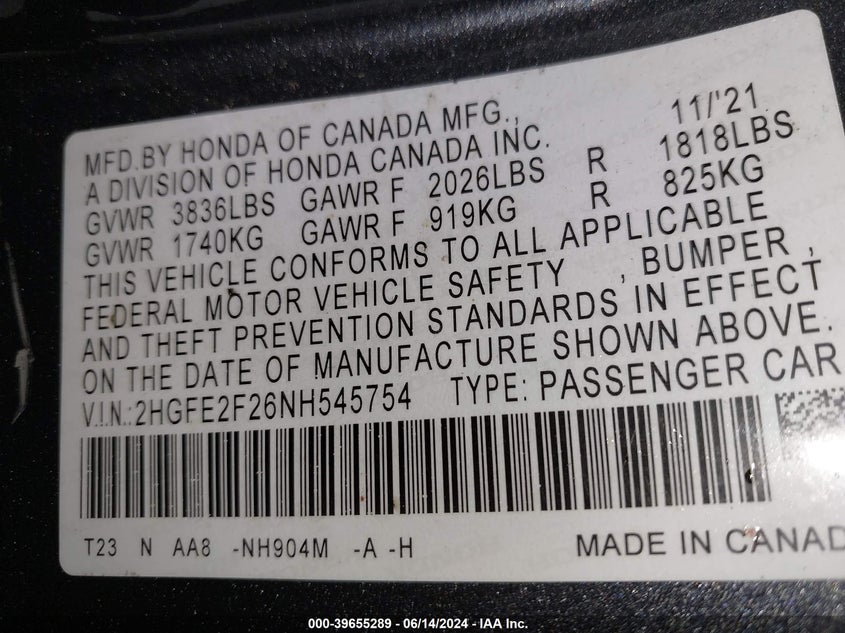 MFD.BY HONDA OF CANADA MFG., 11/'21
A DIVISION OF HONDA CANADA INC.
GVWR 3836LBS GAWR F 2026LBS R 1818LBS
GVWR 1740KG GAWR F 919KG R 825KG
THIS VEHICLE CONFORMS TO ALL APPLICABLE
FEDERAL MOTOR VEHICLE SAFETY , BUMPER ,
AND THEFT PREVENTION STANDARDS IN EFFECT
ON THE DATE OF MANUFACTURE SHOWN ABOVE.
V.I.N.:2HGFE2F26NH545754 TYPE: PASSENGER CAR
T23 N AA8 -NH904M -A -H MADE IN CANAD
000-39655289 - 06/14/2024 - IAA Inc.